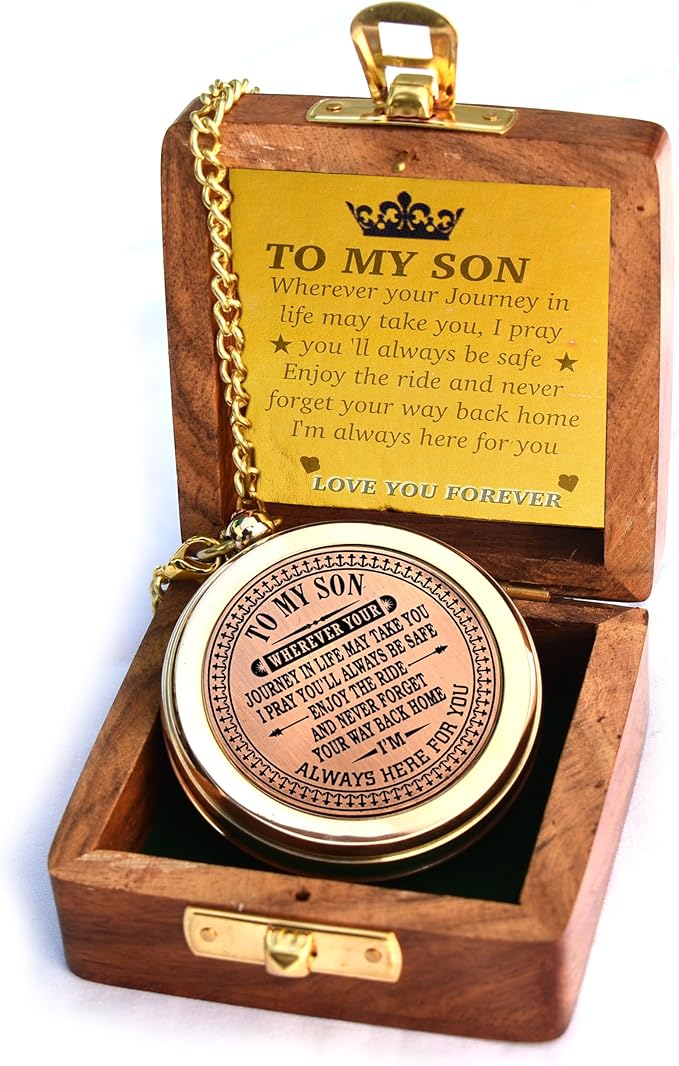 TO MY SON
Wherever your Journey in
life may take you, I pray
you 'll always be safe
Enjoy the ride and never
forget your way back home
I'm always here for you
LOVE YOU FOREVER
TO MY SON
WHEREVER YOUR
JOURNEY IN LIFE MAY TAKE YOU
I PRAY YOU'LL ALWAYS BE SAFE
ENJOY THE RIDE
AND NEVER FORGET
YOUR WAY BACK HOME
I'M
ALWAYS HERE FOR YOU